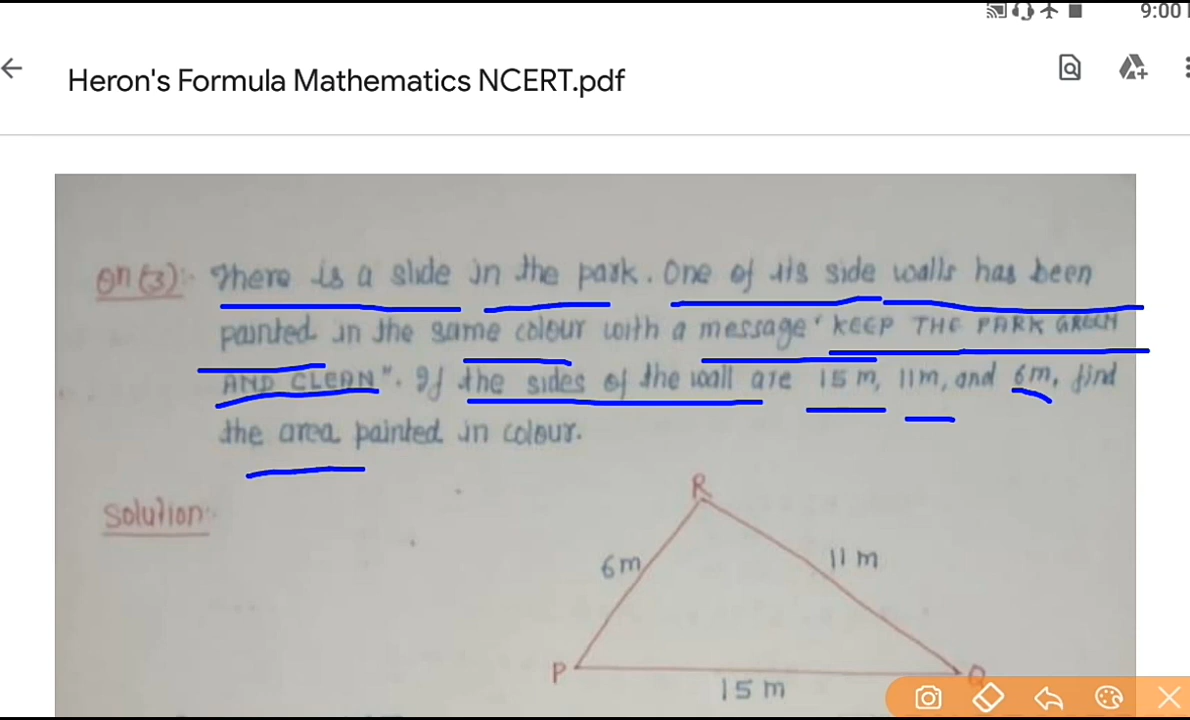 9:00
Heron's Formula Mathematics NCERT.pdf
Qn (3):- There is a slide in the park. One of its side walls has been
painted in the same colour with a message "KEEP THE PARK GREEN
AND CLEAN". If the sides of the wall are 15 m, 11m, and 6m, find
the area painted in colour.
Solution:-
R
6m
11 m
P
Q
15 m